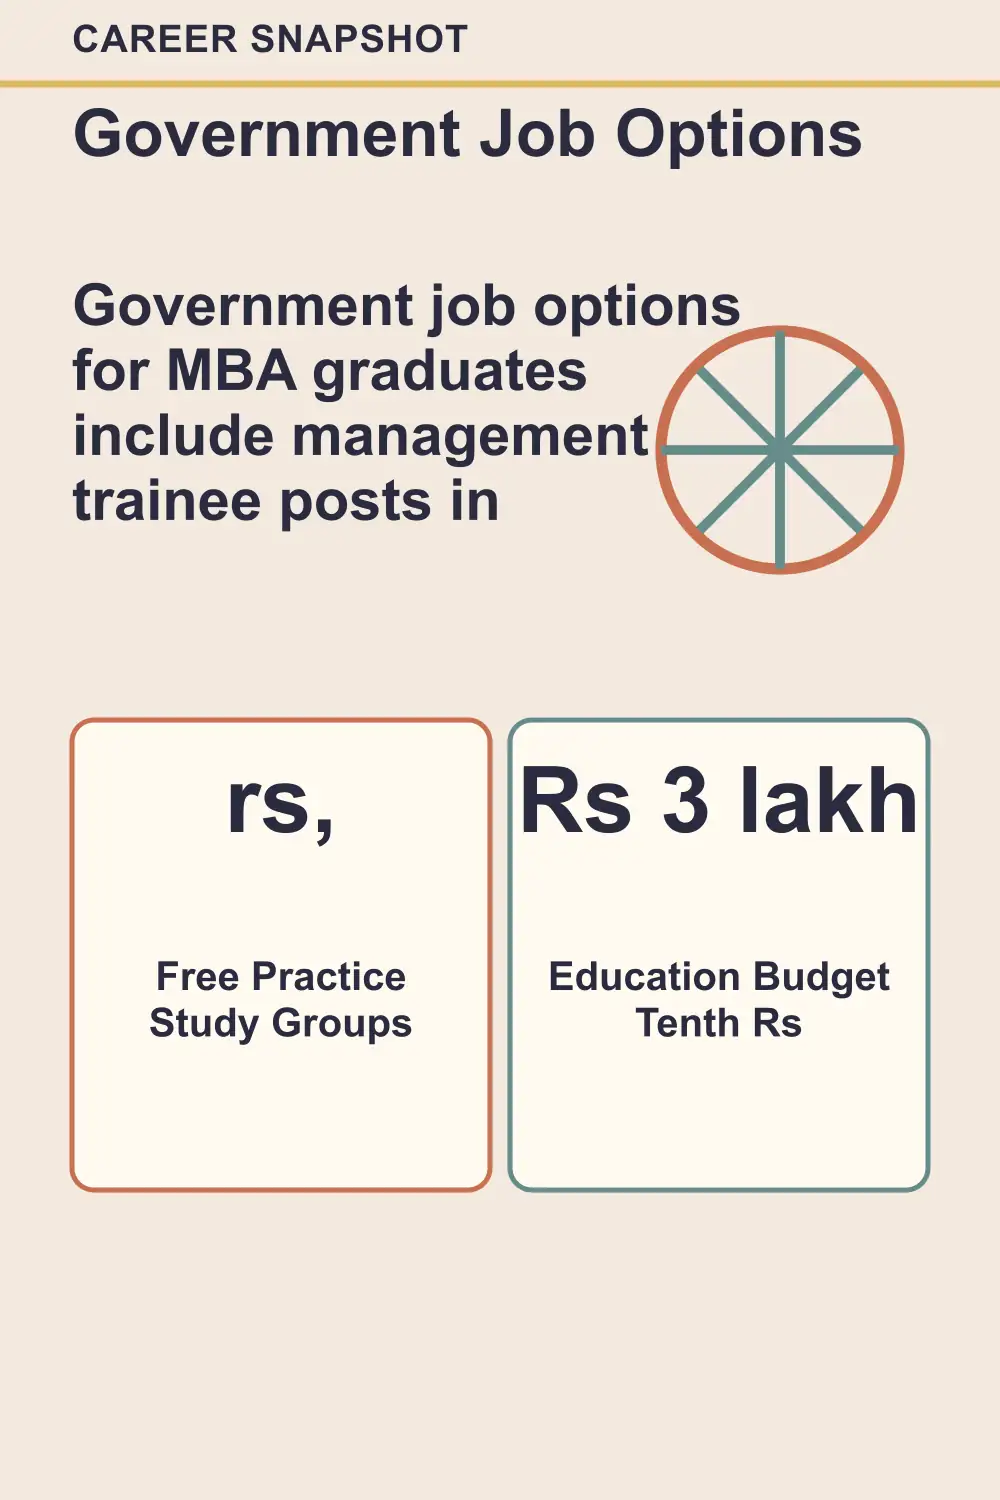 CAREER SNAPSHOT
Government Job Options
Government job options
for MBA graduates
include management
trainee posts in
rs,
Free Practice
Study Groups
Rs 3 lakh
Education Budget
Tenth Rs